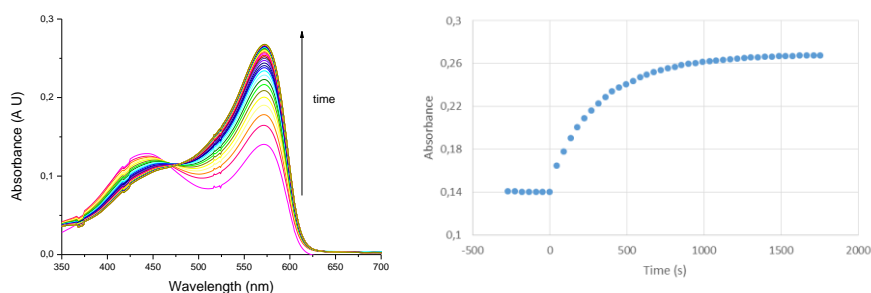 0,3
0,2
0,1
0,0
350 400 450 500 550 600 650 700
Absorbance (A U)
Wavelength (nm)
time
0,3
0,26
0,22
0,18
0,14
0,1
-500 0 500 1000 1500 2000
Absorbance
Time (s)